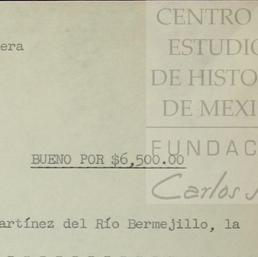 CENTRO
era
ESTUDIO
DE HISTO
DE MEXI
BUENO POR $6,500.00
FUNDAC
Carlos
artínez del Río Bermejillo, la